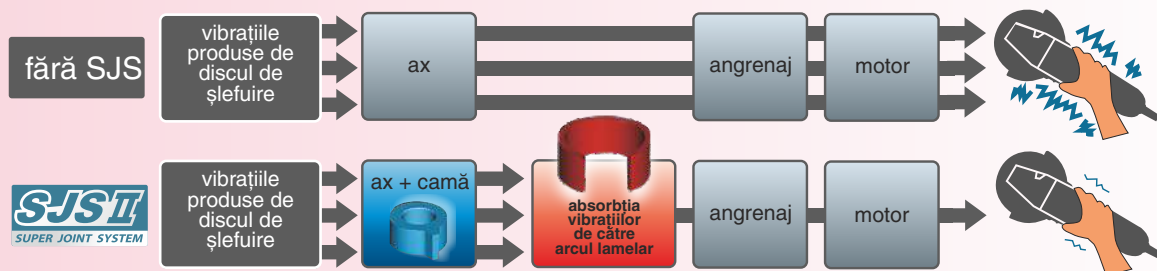 fără SJS
vibrațiile
produse de
discul de
șlefuire
ax
angrenaj
motor
SJS II
SUPER JOINT SYSTEM
vibrațiile
produse de
discul de
șlefuire
ax + camă
absorbția
vibrațiilor
de către
arcul lamelar
angrenaj
motor